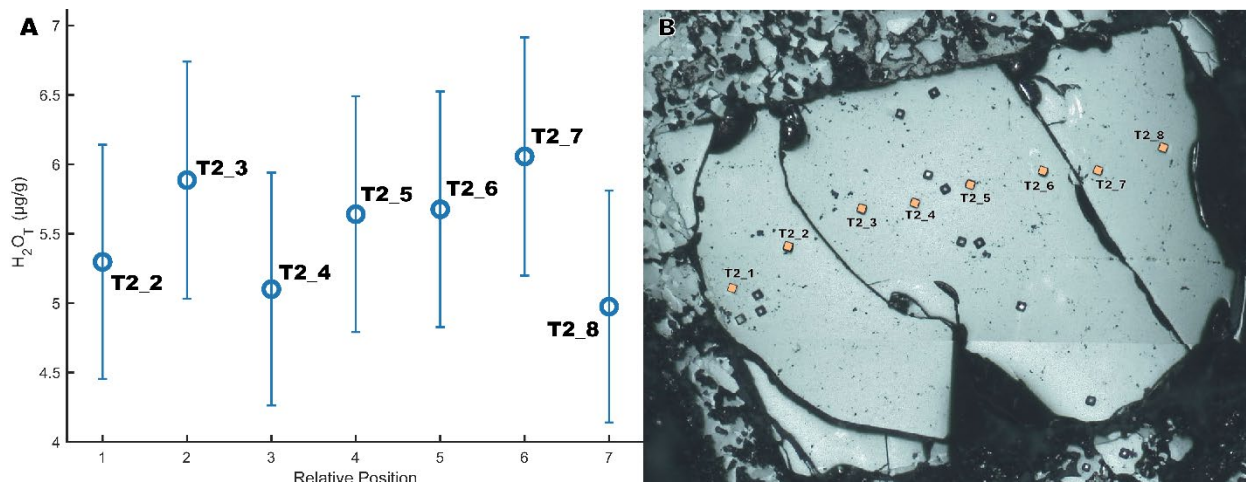 A
7
6.5
6
5.5
5
4.5
4
H₂OT (µg/g)
T2_2
T2_3
T2_4
T2_5
T2_6
T2_7
T2_8
1 2 3 4 5 6 7
Relative Position
B
T2_1
T2_2
T2_3
T2_4
T2_5
T2_6
T2_7
T2_8